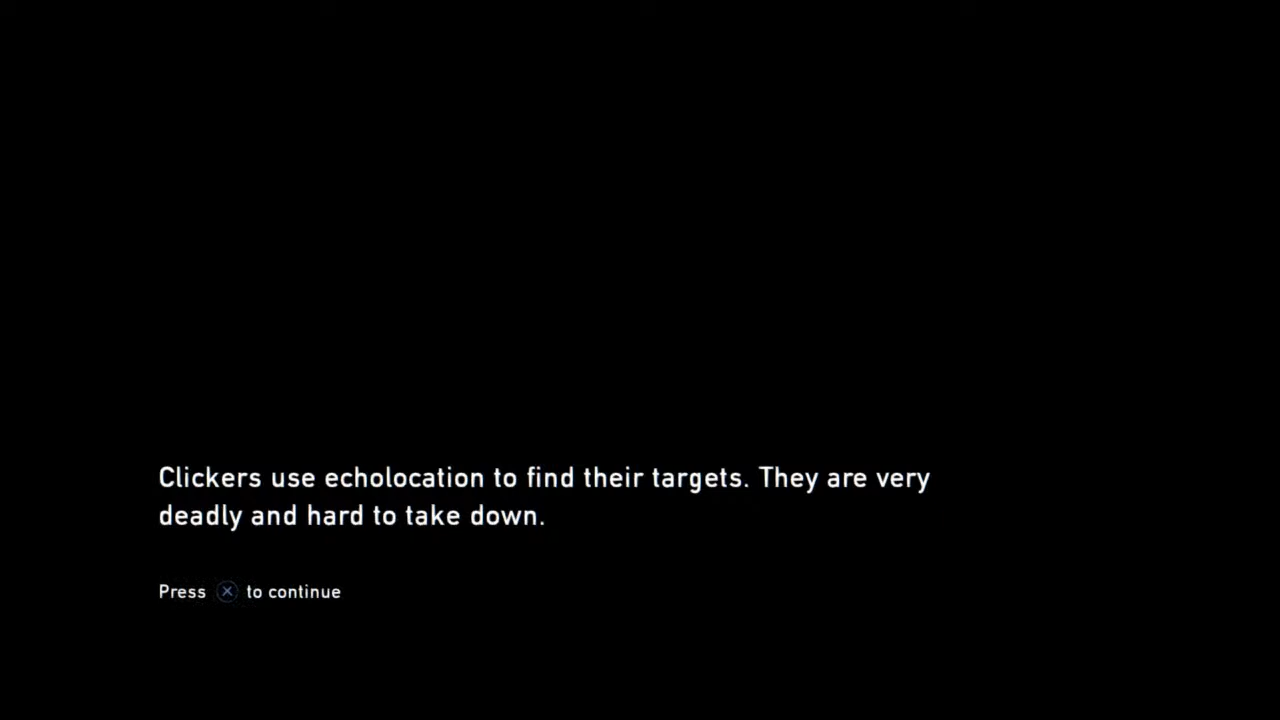 Clickers use echolocation to find their targets. They are very
deadly and hard to take down.
Press ⓧ to continue